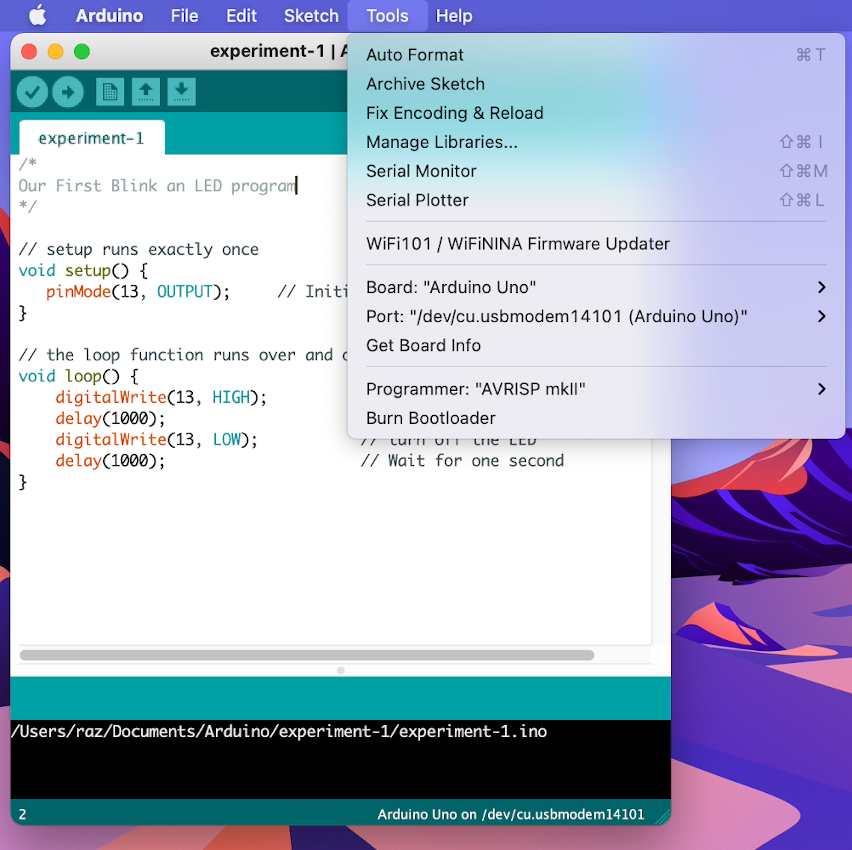 Arduino File Edit Sketch Tools Help
experiment-1 | A
Auto Format ⌘ T
Archive Sketch
Fix Encoding & Reload
Manage Libraries... ⇧⌘ I
Serial Monitor ⇧⌘M
Serial Plotter ⇧⌘ L
WiFi101 / WiFiNINA Firmware Updater
Board: "Arduino Uno"
Port: "/dev/cu.usbmodem14101 (Arduino Uno)"
Get Board Info
Programmer: "AVRISP mkII"
Burn Bootloader
experiment-1
/*
Our First Blink an LED program
*/
// setup runs exactly once
void setup() {
pinMode(13, OUTPUT); // Initi
}
// the loop function runs over and o
void loop() {
digitalWrite(13, HIGH);
delay(1000);
digitalWrite(13, LOW); // turn off the LED
delay(1000); // Wait for one second
}
/Users/raz/Documents/Arduino/experiment-1/experiment-1.ino
2 Arduino Uno on /dev/cu.usbmodem14101